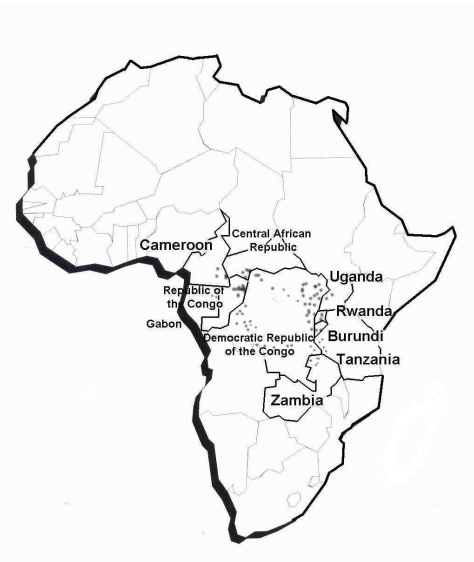 Central African
Republic
Cameroon
Uganda
Republic of
the Congo
Rwanda
Gabon
Democratic Republic
of the Congo
Burundi
Tanzania
Zambia